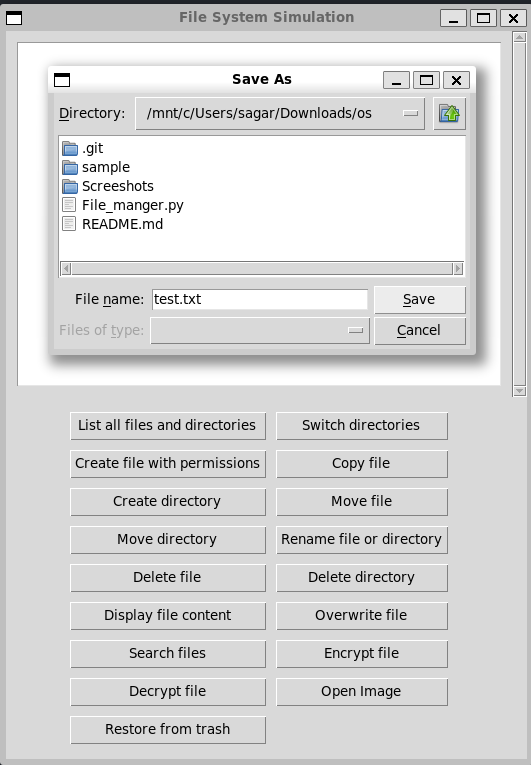 File System Simulation
Save As
Directory: /mnt/c/Users/sagar/Downloads/os
.git
sample
Screeshots
File_manger.py
README.md
File name: test.txt Save
Files of type: Cancel
List all files and directories Switch directories
Create file with permissions Copy file
Create directory Move file
Move directory Rename file or directory
Delete file Delete directory
Display file content Overwrite file
Search files Encrypt file
Decrypt file Open Image
Restore from trash